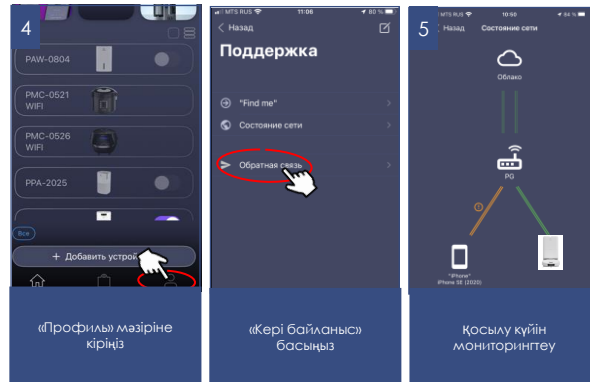 4
PAW-0804
PMC-0521
WIFI
PMC-0526
WIFI
PPA-2025
Все
+ Добавить устрой
«Профиль» мәзіріне
кіріңіз
MTS RUS 11:06 80 %
Назад
Поддержка
"Find me"
Состояние сети
Обратная связь
«Кері байланыс»
басыңыз
5
MTS RUS 10:50 84 %
Назад Состояние сети
Облако
PG
"iPhone"
iPhone SE (2020)
Қосылу күйін
мониторингтеу